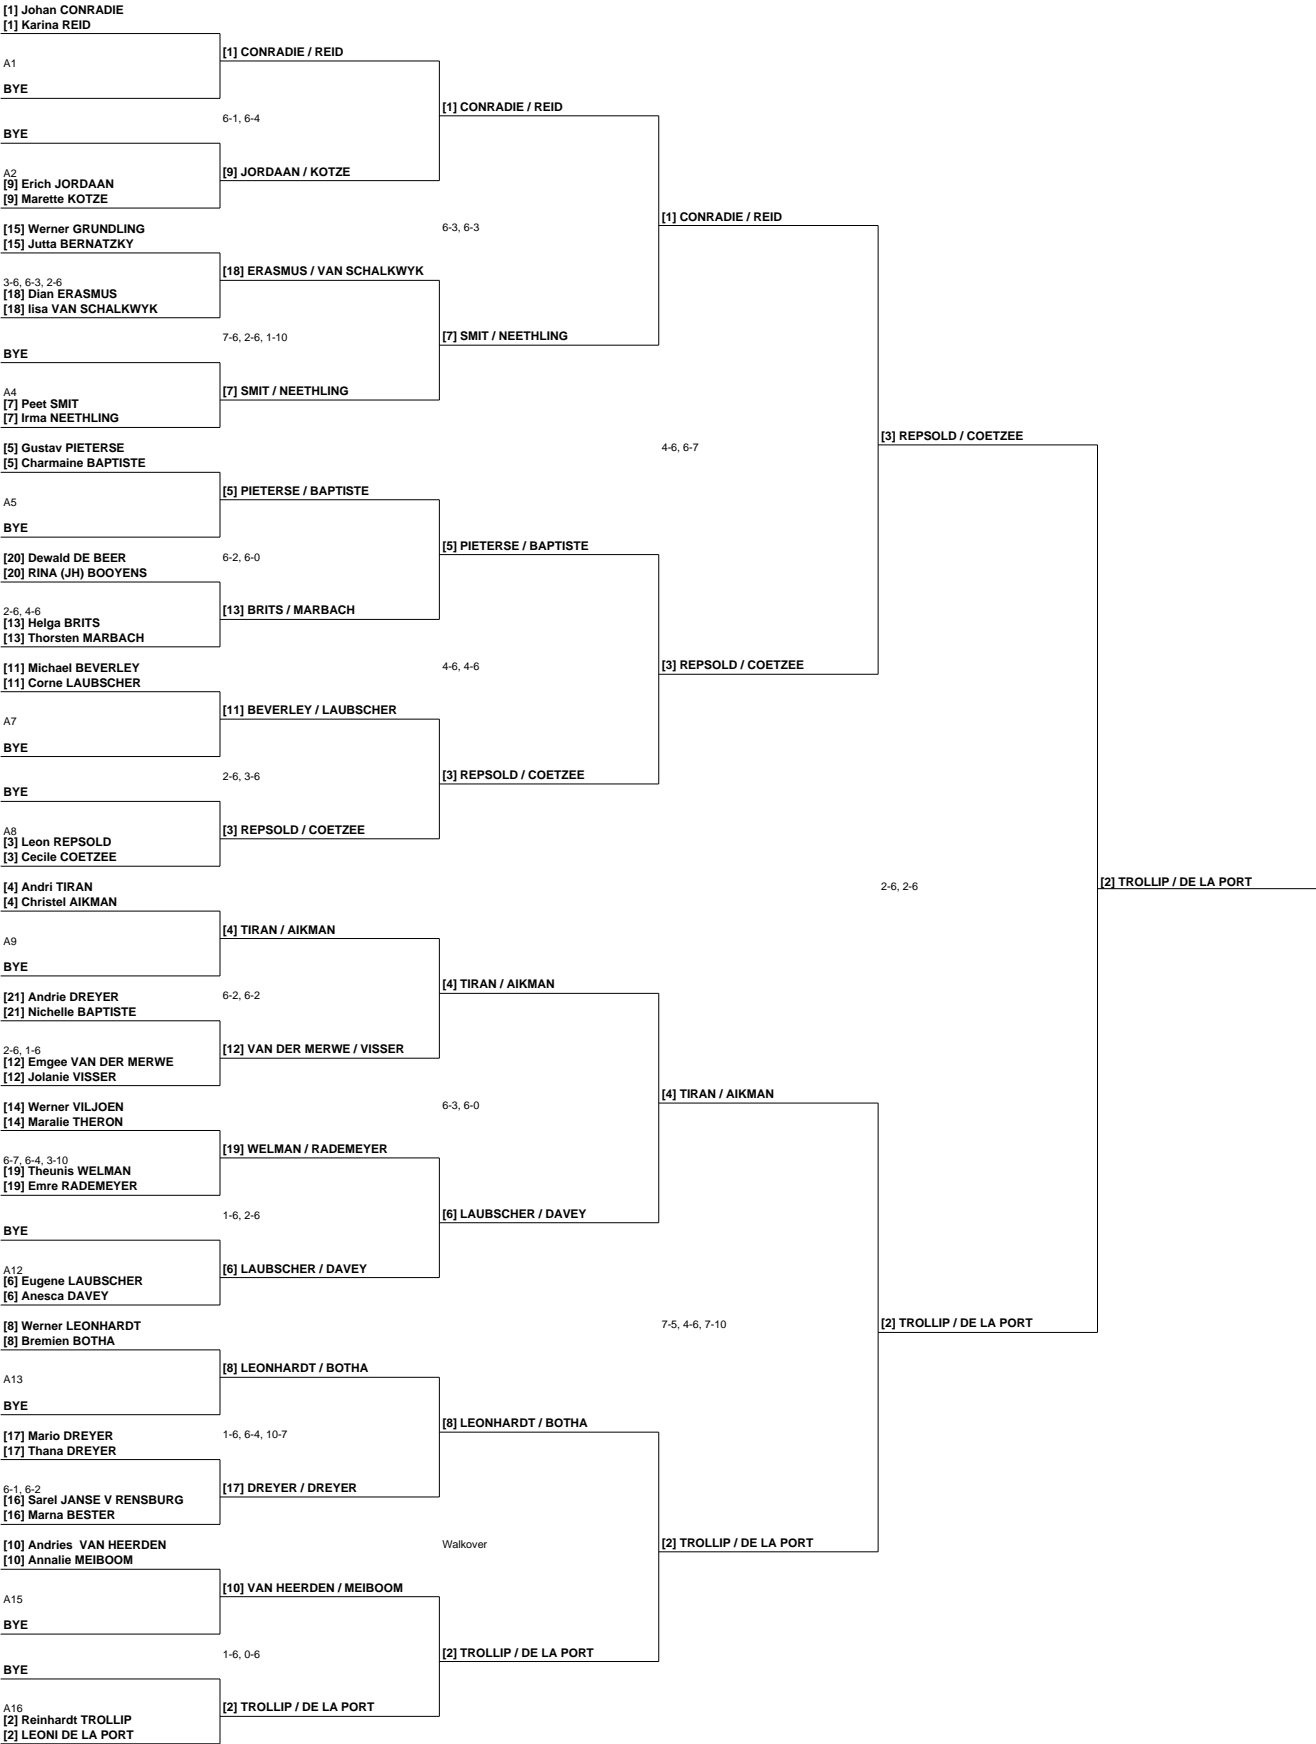 [1] Johan CONRADIE
[1] Karina REID
[1] CONRADIE / REID
A1
BYE
[1] CONRADIE / REID
6-1, 6-4
BYE
[9] JORDAAN / KOTZE
A2
[9] Erich JORDAAN
[9] Marette KOTZE
[1] CONRADIE / REID
6-3, 6-3
[15] Werner GRUNDLING
[15] Jutta BERNATZKY
[18] ERASMUS / VAN SCHALKWYK
3-6, 6-3, 2-6
[18] Dian ERASMUS
[18] Iisa VAN SCHALKWYK
7-6, 2-6, 1-10
[7] SMIT / NEETHLING
BYE
[7] SMIT / NEETHLING
A4
[7] Peet SMIT
[7] Irma NEETHLING
[3] REPSOLD / COETZEE
4-6, 6-7
[5] Gustav PIETERSE
[5] Charmaine BAPTISTE
[5] PIETERSE / BAPTISTE
A5
BYE
[5] PIETERSE / BAPTISTE
6-2, 6-0
[20] Dewald DE BEER
[20] RINA (JH) BOOYENS
[13] BRITS / MARBACH
2-6, 4-6
[13] Helga BRITS
[13] Thorsten MARBACH
[3] REPSOLD / COETZEE
4-6, 4-6
[11] Michael BEVERLEY
[11] Corne LAUBSCHER
[11] BEVERLEY / LAUBSCHER
A7
BYE
2-6, 3-6
[3] REPSOLD / COETZEE
BYE
[3] REPSOLD / COETZEE
A8
[3] Leon REPSOLD
[3] Cecile COETZEE
2-6, 2-6
[2] TROLLIP / DE LA PORT
[4] Andri TIRAN
[4] Christel AIKMAN
[4] TIRAN / AIKMAN
A9
BYE
[4] TIRAN / AIKMAN
6-2, 6-2
[21] Andrie DREYER
[21] Nichelle BAPTISTE
[12] VAN DER MERWE / VISSER
2-6, 1-6
[12] Emgee VAN DER MERWE
[12] Jolanie VISSER
[4] TIRAN / AIKMAN
6-3, 6-0
[14] Werner VILJOEN
[14] Maralie THERON
[19] WELMAN / RADEMEYER
6-7, 6-4, 3-10
[19] Theunis WELMAN
[19] Emre RADEMEYER
1-6, 2-6
[6] LAUBSCHER / DAVEY
BYE
[6] LAUBSCHER / DAVEY
A12
[6] Eugene LAUBSCHER
[6] Anesca DAVEY
7-5, 4-6, 7-10
[2] TROLLIP / DE LA PORT
[8] Werner LEONHARDT
[8] Bremien BOTHA
[8] LEONHARDT / BOTHA
A13
BYE
[8] LEONHARDT / BOTHA
1-6, 6-4, 10-7
[17] Mario DREYER
[17] Thana DREYER
[17] DREYER / DREYER
6-1, 6-2
[16] Sarel JANSE V RENSBURG
[16] Marna BESTER
Walkover
[2] TROLLIP / DE LA PORT
[10] Andries  VAN HEERDEN
[10] Annalie MEIBOOM
[10] VAN HEERDEN / MEIBOOM
A15
BYE
1-6, 0-6
[2] TROLLIP / DE LA PORT
BYE
[2] TROLLIP / DE LA PORT
A16
[2] Reinhardt TROLLIP
[2] LEONI DE LA PORT